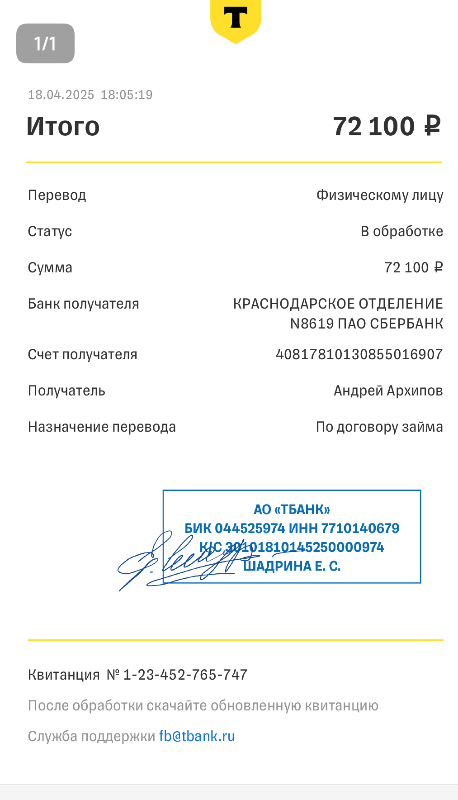 1/1
T
18.04.2025 18:05:19
Итого 72 100 ₽
Перевод Физическому лицу
Статус В обработке
Сумма 72 100 ₽
Банк получателя КРАСНОДАРСКОЕ ОТДЕЛЕНИЕ
N8619 ПАО СБЕРБАНК
Счет получателя 40817810130855016907
Получатель Андрей Архипов
Назначение перевода По договору займа
АО «ТБАНК»
БИК 044525974 ИНН 7710140679
К/С 30101810145250000974
ШАДРИНА Е. С.
Квитанция № 1-23-452-765-747
После обработки скачайте обновленную квитанцию
Служба поддержки fb@tbank.ru